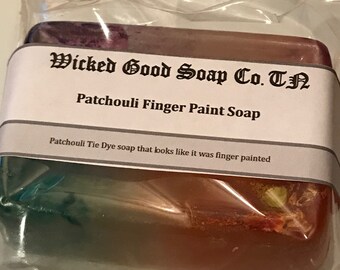 Wicked Good Soap Co. TN
Patchouli Finger Paint Soap
Patchouli Tie Dye soap that looks like it was finger painted